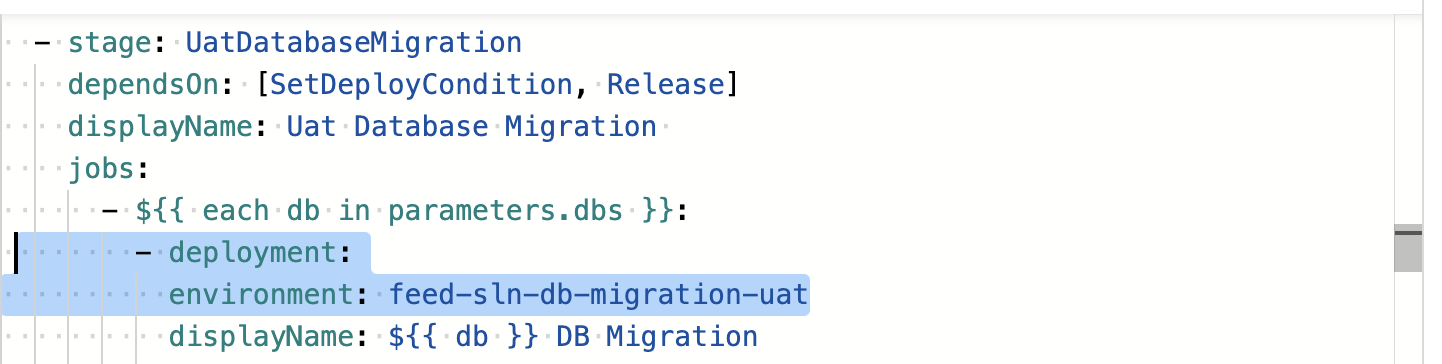 - stage: UatDatabaseMigration
dependsOn: [SetDeployCondition, Release]
displayName: Uat Database Migration
jobs:
- ${{ each db in parameters.dbs }}:
- deployment:
environment: feed-sln-db-migration-uat
displayName: ${{ db }} DB Migration